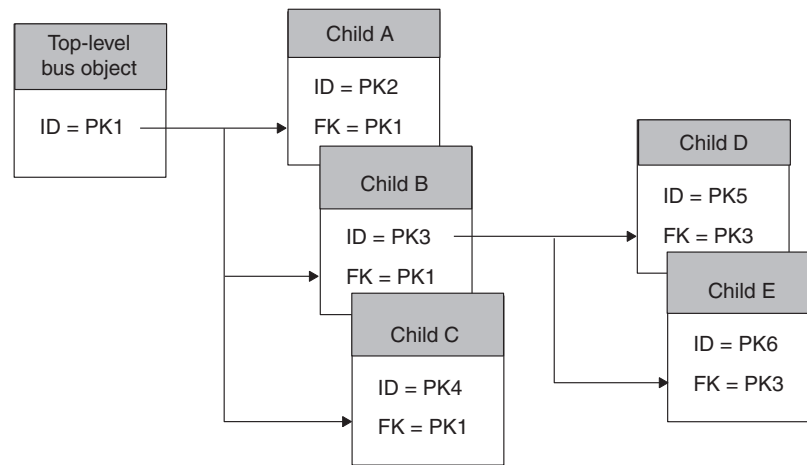 Top-level
bus object
ID = PK1
Child A
ID = PK2
FK = PK1
Child B
ID = PK3
FK = PK1
Child C
ID = PK4
FK = PK1
Child D
ID = PK5
FK = PK3
Child E
ID = PK6
FK = PK3